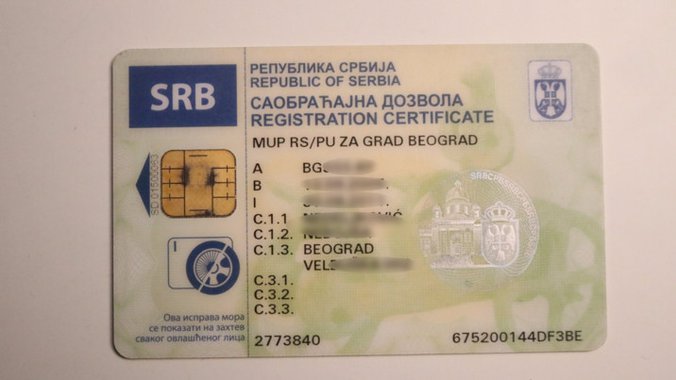 SRB
РЕПУБЛИКА СРБИЈА
REPUBLIC OF SERBIA
САОБРАЋАЈНА ДОЗВОЛА
REGISTRATION CERTIFICATE
MUP RS/PU ZA GRAD BEOGRAD
A
B
I
C.1.1
C.1.2.
C.1.3. BEOGRAD
C.3.1.
C.3.2.
C.3.3.
SD 01500083
I
Ова исправа мора
се показати на захтев
сваког овлашћеног лица
2773840
675200144DF3BE